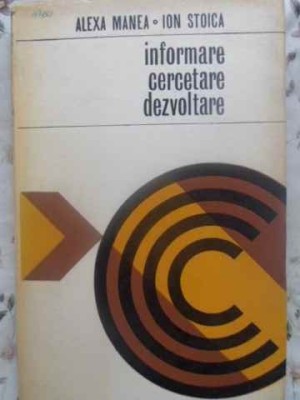 ALEXA MANEA • ION STOICA
informare
cercetare
dezvoltare